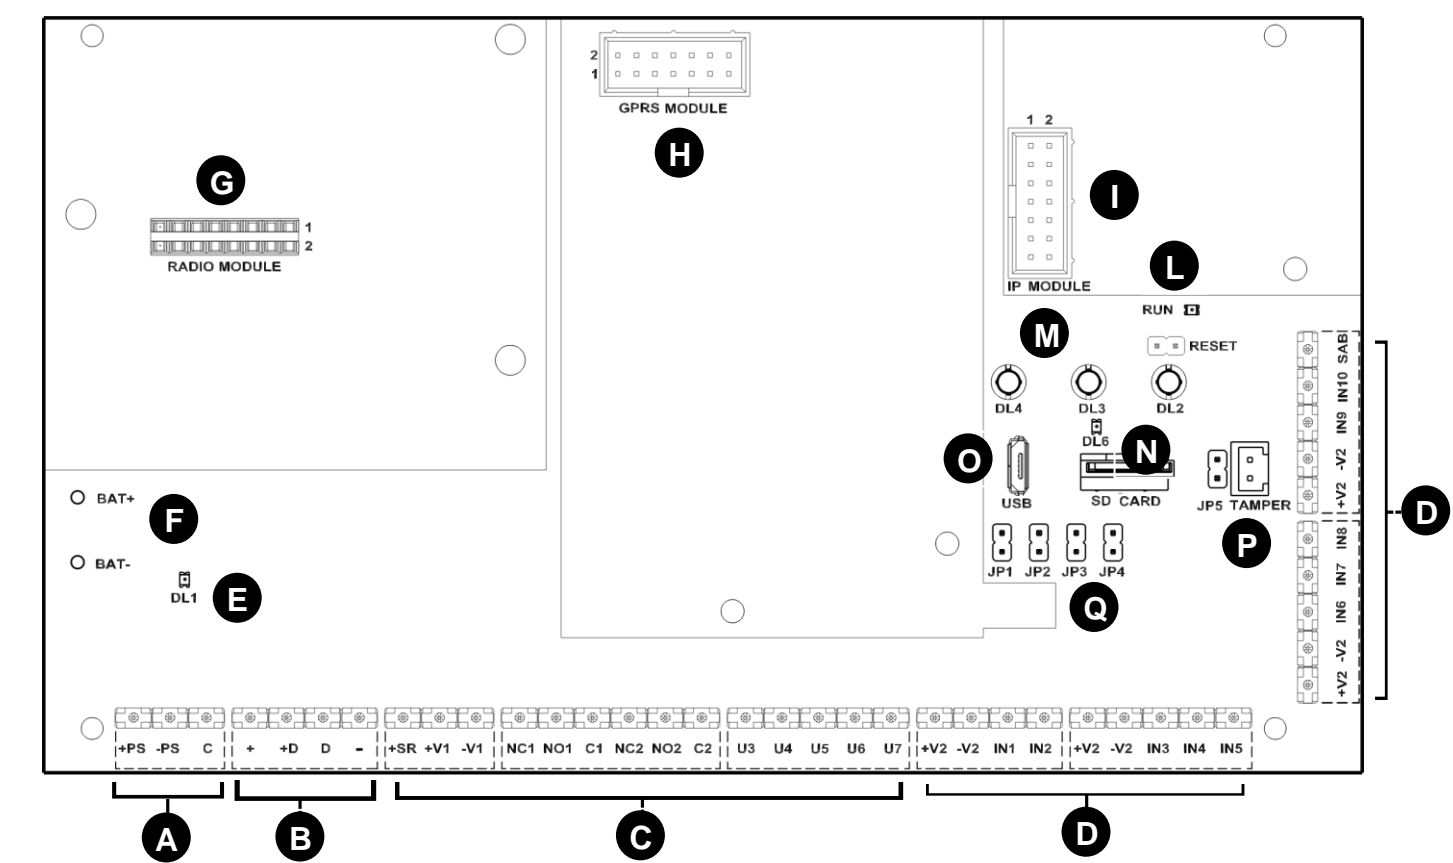 2
1
GPRS MODULE
H
1 2
I
IP MODULE
G
1
2
RADIO MODULE
L
RUN
M
RESET
DL4
DL3
DL2
DL6
O
N
USB
SD CARD
JP5 TAMPER
P
JP1 JP2 JP3 JP4
Q
BAT+
F
BAT-
DL1
E
SAB
IN10
IN9
-V2
+V2
D
IN8
IN7
IN6
-V2
+V2
+PS -PS C
+ +D D -
+SR +V1 -V1
NC1 NO1 C1 NC2 NO2 C2
U3 U4 U5 U6 U7
+V2 -V2 IN1 IN2
+V2 -V2 IN3 IN4 IN5
A
B
C
D